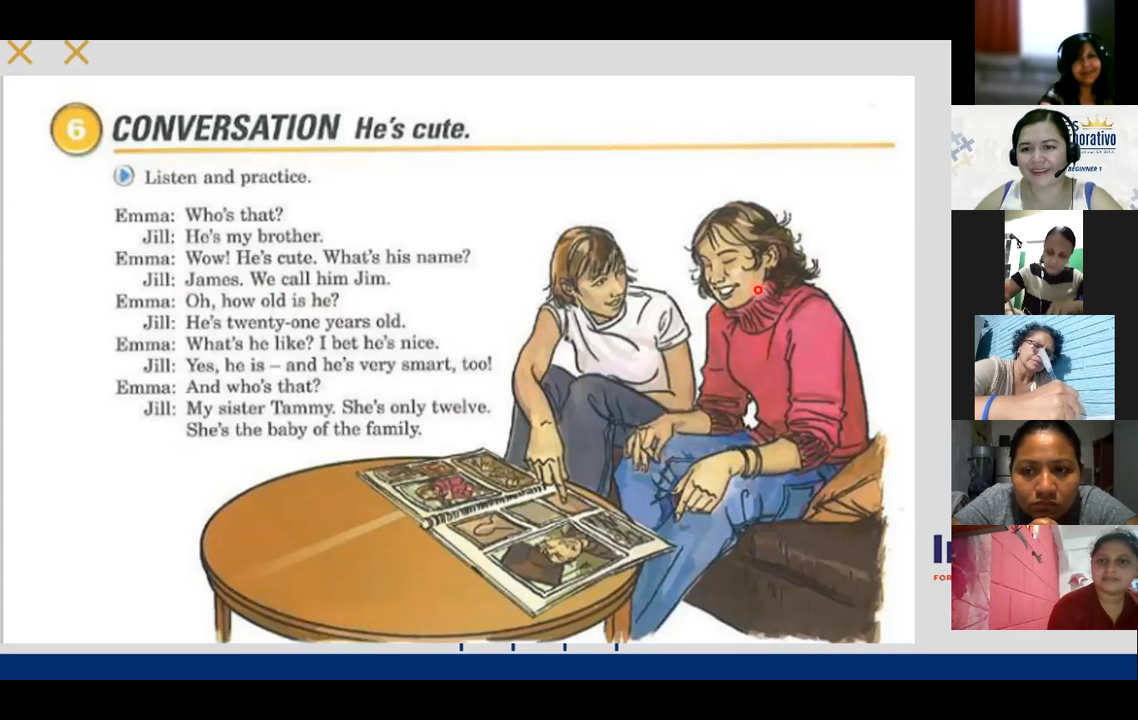 6 CONVERSATION He's cute.
Listen and practice.
Emma: Who's that?
Jill: He's my brother.
Emma: Wow! He's cute. What's his name?
Jill: James. We call him Jim.
Emma: Oh, how old is he?
Jill: He's twenty-one years old.
Emma: What's he like? I bet he's nice.
Jill: Yes, he is – and he's very smart, too!
Emma: And who's that?
Jill: My sister Tammy. She's only twelve.
She's the baby of the family.
BEGINNER 1
FOR